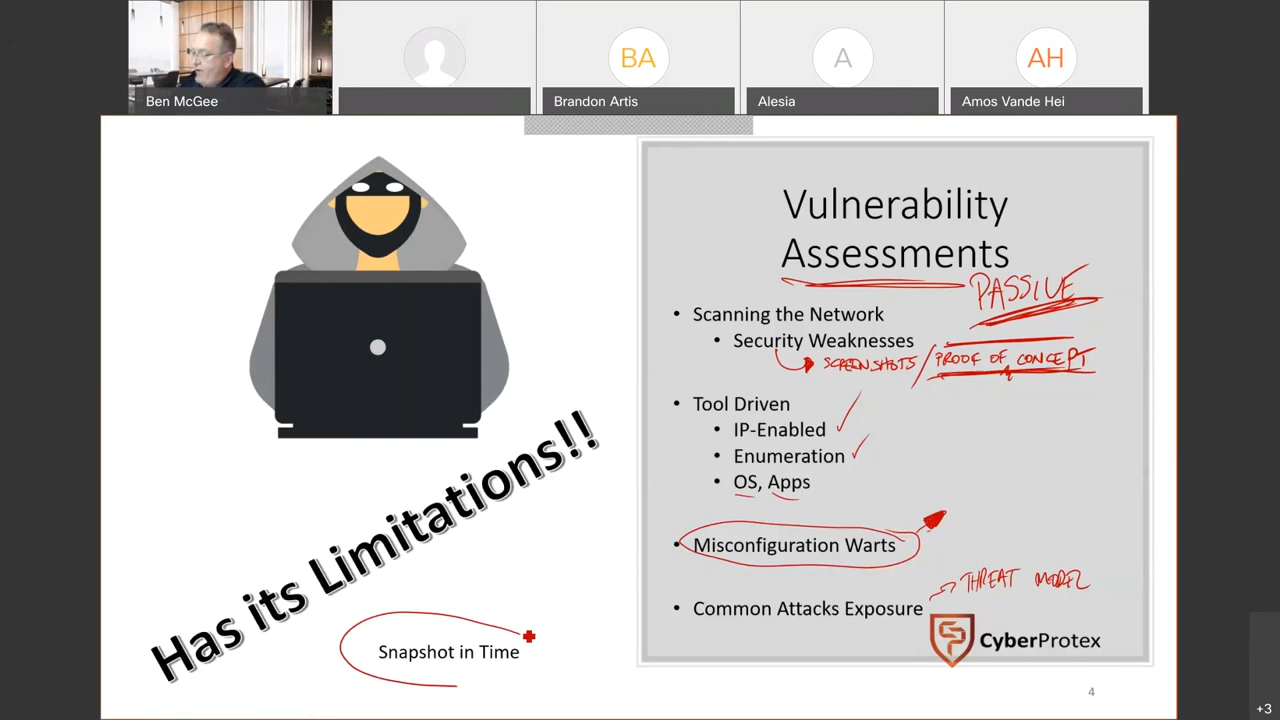 BA
A
AH
Ben McGee
Brandon Artis
Alesia
Amos Vande Hei
Vulnerability
Assessments
PASSIVE
• Scanning the Network
• Security Weaknesses
SCREENSHOTS / PROOF OF CONCEPT
• Tool Driven
• IP-Enabled
• Enumeration
• OS, Apps
• Misconfiguration Warts
THREAT MODEL
• Common Attacks Exposure
CyberProtex
Has its Limitations!!
Snapshot in Time
4
+3